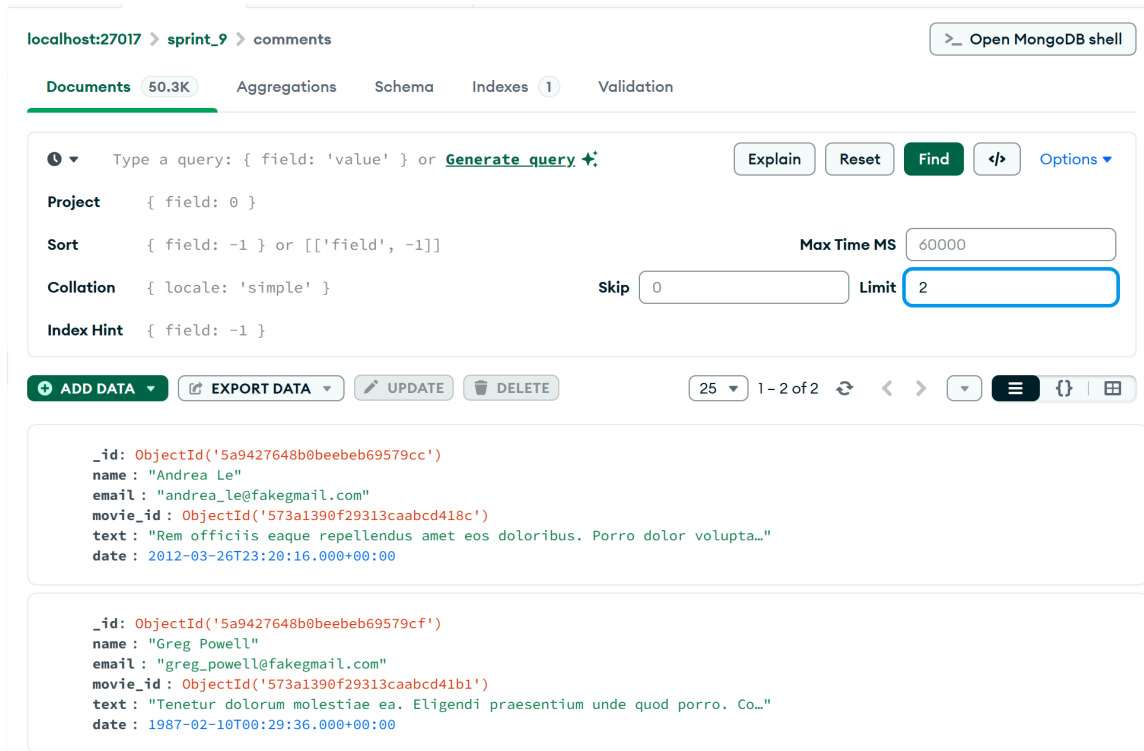 localhost:27017 > sprint_9 > comments
>_ Open MongoDB shell
Documents 50.3K Aggregations Schema Indexes 1 Validation
Type a query: { field: 'value' } or Generate query
Explain Reset Find </> Options
Project { field: 0 }
Sort { field: -1 } or [['field', -1]]
Max Time MS 60000
Collation { locale: 'simple' }
Skip 0 Limit 2
Index Hint { field: -1 }
ADD DATA EXPORT DATA UPDATE DELETE
25 1 – 2 of 2 {}
_id: ObjectId('5a9427648b0beebeb69579cc')
name : "Andrea Le"
email : "andrea_le@fakegmail.com"
movie_id : ObjectId('573a1390f29313caabcd418c')
text : "Rem officiis eaque repellendus amet eos doloribus. Porro dolor volupta…"
date : 2012-03-26T23:20:16.000+00:00
_id: ObjectId('5a9427648b0beebeb69579cf')
name : "Greg Powell"
email : "greg_powell@fakegmail.com"
movie_id : ObjectId('573a1390f29313caabcd41b1')
text : "Tenetur dolorum molestiae ea. Eligendi praesentium unde quod porro. Co…"
date : 1987-02-10T00:29:36.000+00:00